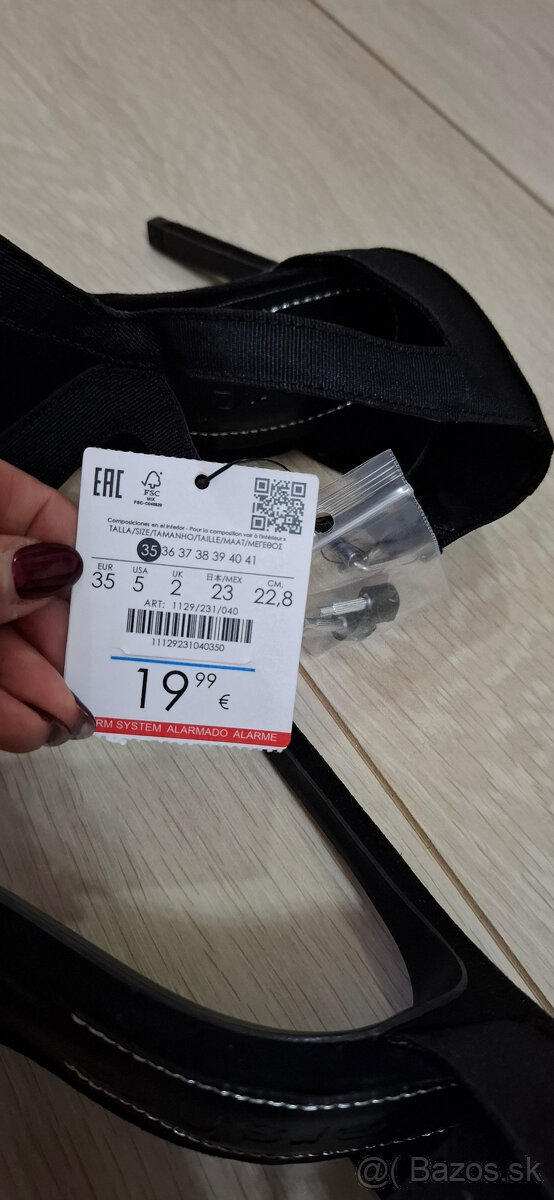 EAC
FSC
MIX
FSC-C048839
Composiciones en el interior - Pour la composition voir à l'intérieur »
TALLA/SIZE/TAMANHO/TAILLE/MAAT/ΜΕΓΕΘΟΣ
35 36 37 38 39 40 41
EUR USA UK 日本/MEX CM.
35 5 2 23 22,8
ART: 1129/231/040
11129231040350
19 99 €
RM SYSTEM ALARMADO ALARME
@( Bazos.sk